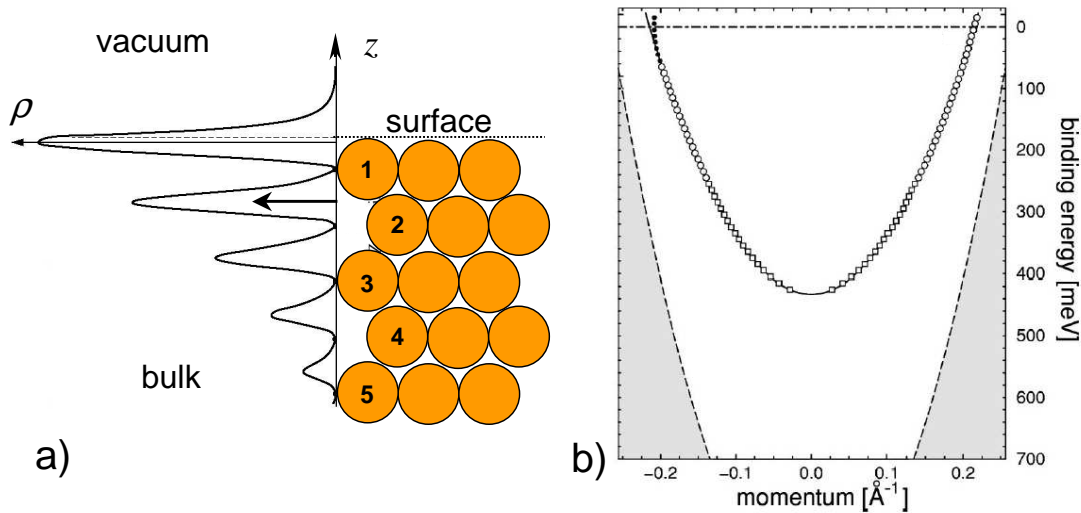 vacuum
z
ρ
surface
1
2
3
4
5
bulk
a)
0
100
200
300
400
500
600
700
binding energy [meV]
−0.2
−0.1
0.0
0.1
0.2
momentum [Å⁻¹]
b)